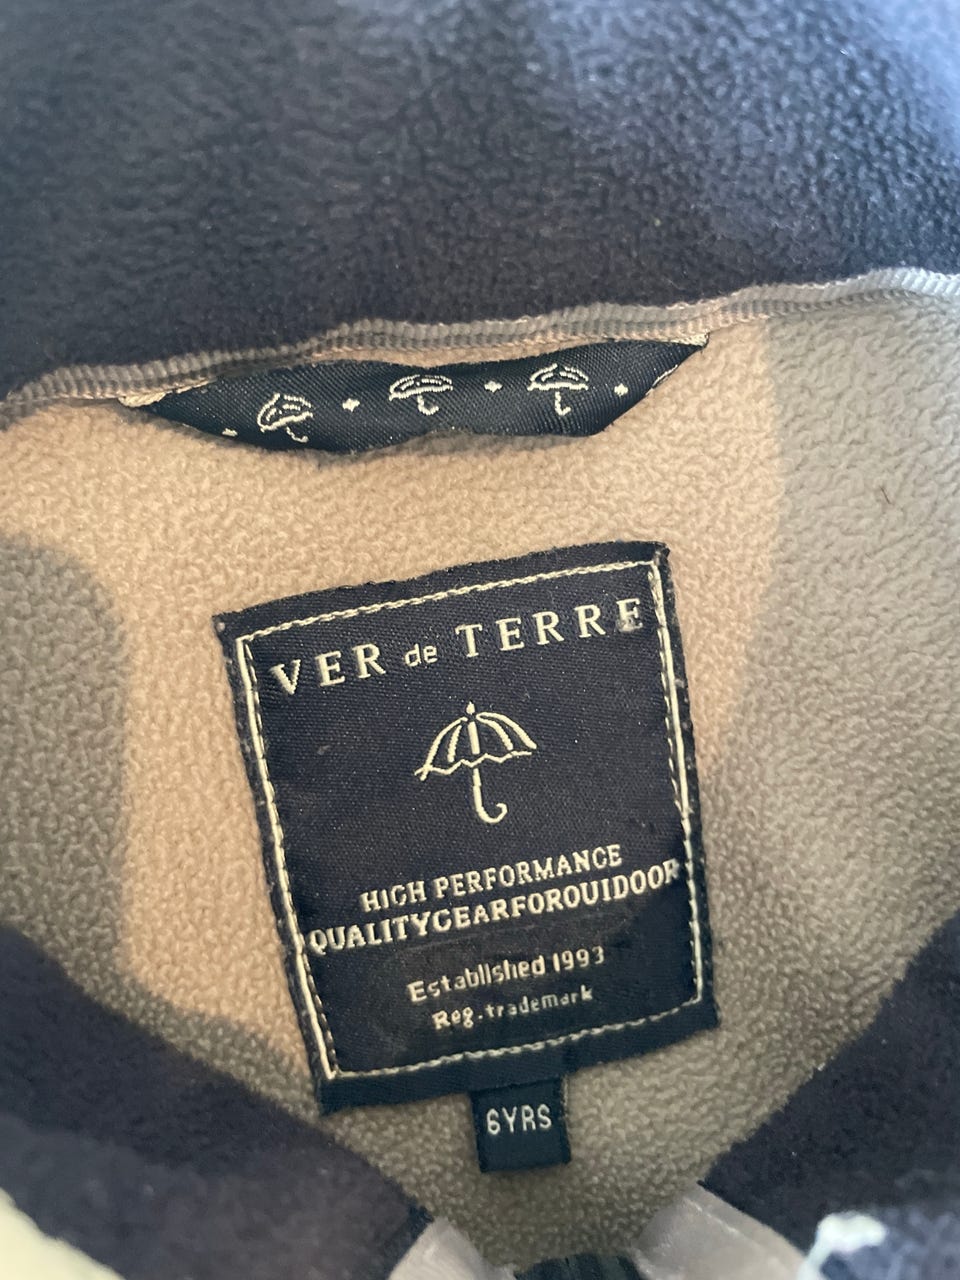 VER de TERRE
HIGH PERFORMANCE
QUALITYGEARFOROUIDOOR
Established 1993
Reg.trademark
6YRS